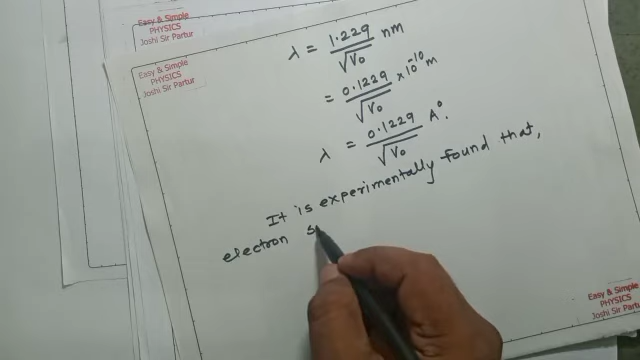 Easy & Simple
PHYSICS
Joshi Sir Partur
Easy & Simple
PHYSICS
Joshi Sir Partur
λ = 1.229 / √V₀ nm
= 0.1229 / √V₀ × 10⁻¹⁰ m
λ = 0.1229 / √V₀ A°.
It is experimentally found that,
electron s
Easy & Simple
PHYSICS
Joshi Sir Partur